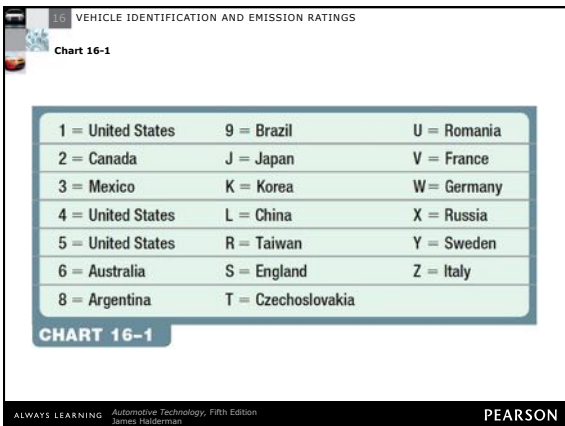 16 VEHICLE IDENTIFICATION AND EMISSION RATINGS
Chart 16-1
1 = United States 9 = Brazil U = Romania
2 = Canada J = Japan V = France
3 = Mexico K = Korea W = Germany
4 = United States L = China X = Russia
5 = United States R = Taiwan Y = Sweden
6 = Australia S = England Z = Italy
8 = Argentina T = Czechoslovakia
CHART 16–1
ALWAYS LEARNING Automotive Technology, Fifth Edition PEARSON
James Halderman